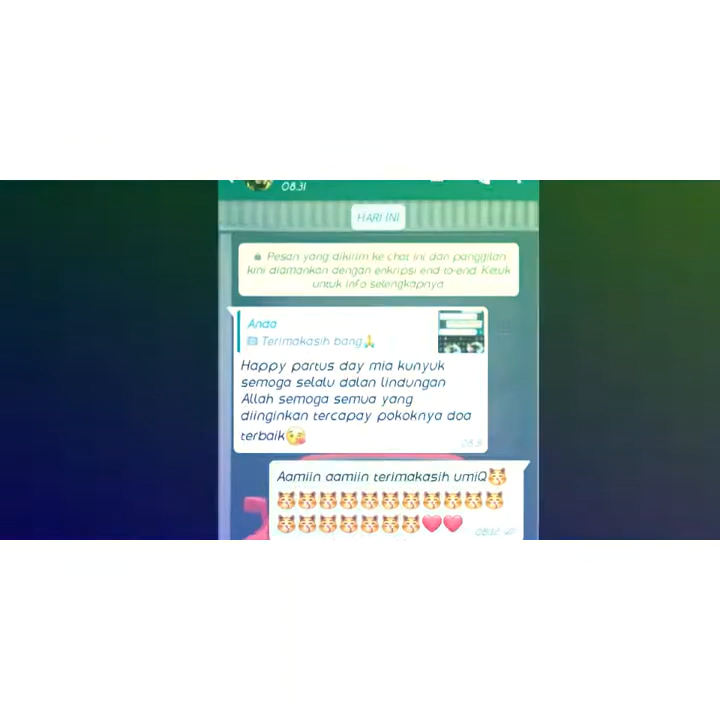 08.31
HARI INI
Pesan yang dikirim ke chat ini dan panggilan
kini diamankan dengan enkripsi end-to-end. Ketuk
untuk info selengkapnya
Anda
Terimakasih bang🙏
Happy partus day mia kunyuk
semoga selalu dalan lindungan
Allah semoga semua yang
diinginkan tercapay pokoknya doa
terbaik😘
Aamiin aamiin terimakasih umiQ😽
😽😽😽😽😽😽😽😽😽😽😽
😽😽😽😽😽😽😽❤️❤️